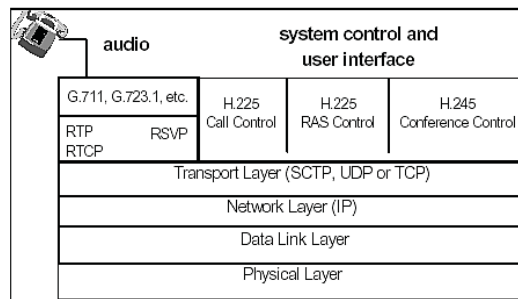 audio
system control and
user interface
G.711, G.723.1, etc.
RTP RSVP
RTCP
H.225
Call Control
H.225
RAS Control
H.245
Conference Control
Transport Layer (SCTP, UDP or TCP)
Network Layer (IP)
Data Link Layer
Physical Layer